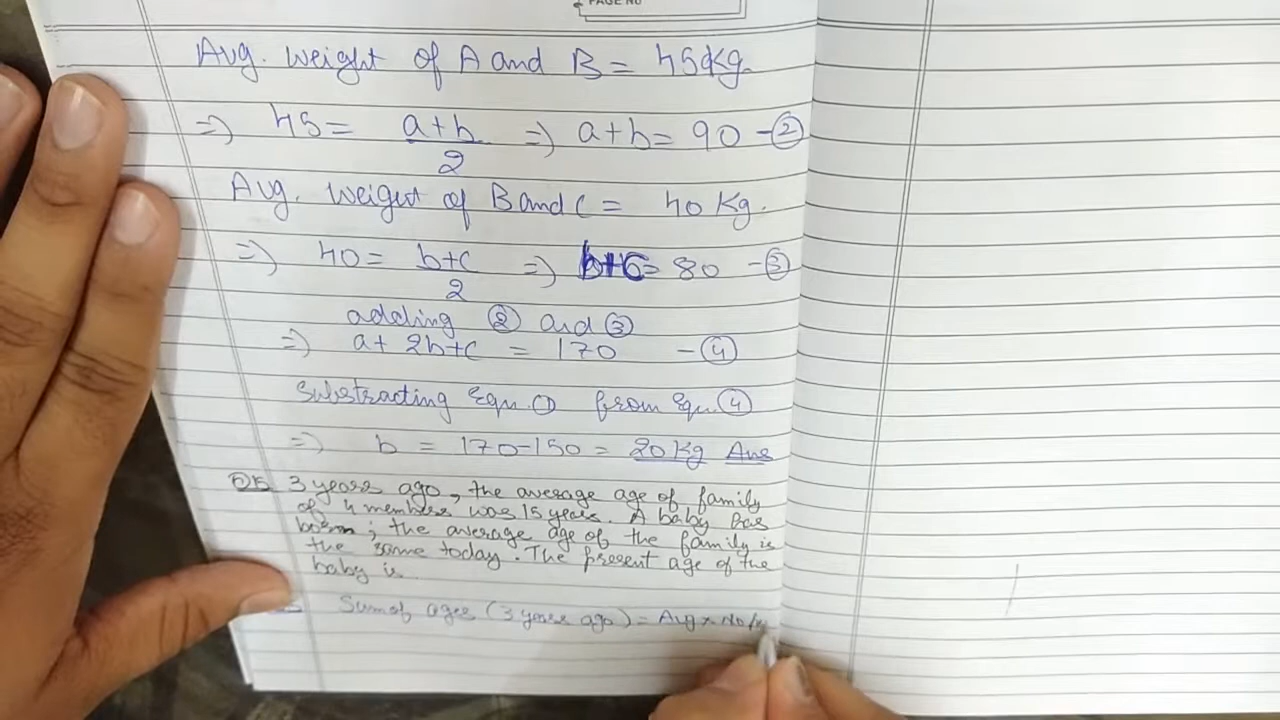 PAGE NO
Avg. weight of A and B = 45kg.
=) 45 = a+b/2 =) a+b = 90 - ②
Avg. weight of B and C = 40 Kg.
=) 40 = b+c/2 =) b+c = 80 - ③
adding ② and ③
=) a + 2b+c = 170 - ④
Substracting Eqn. ① from Eqn. ④
=) b = 170-150 = 20 Kg Ans
Q5. 3 years ago, the average age of family
of 4 members was 15 years. A baby has
born; the average age of the family is
the same today. The present age of the
baby is
Sum of ages (3 years ago) = Avg × No